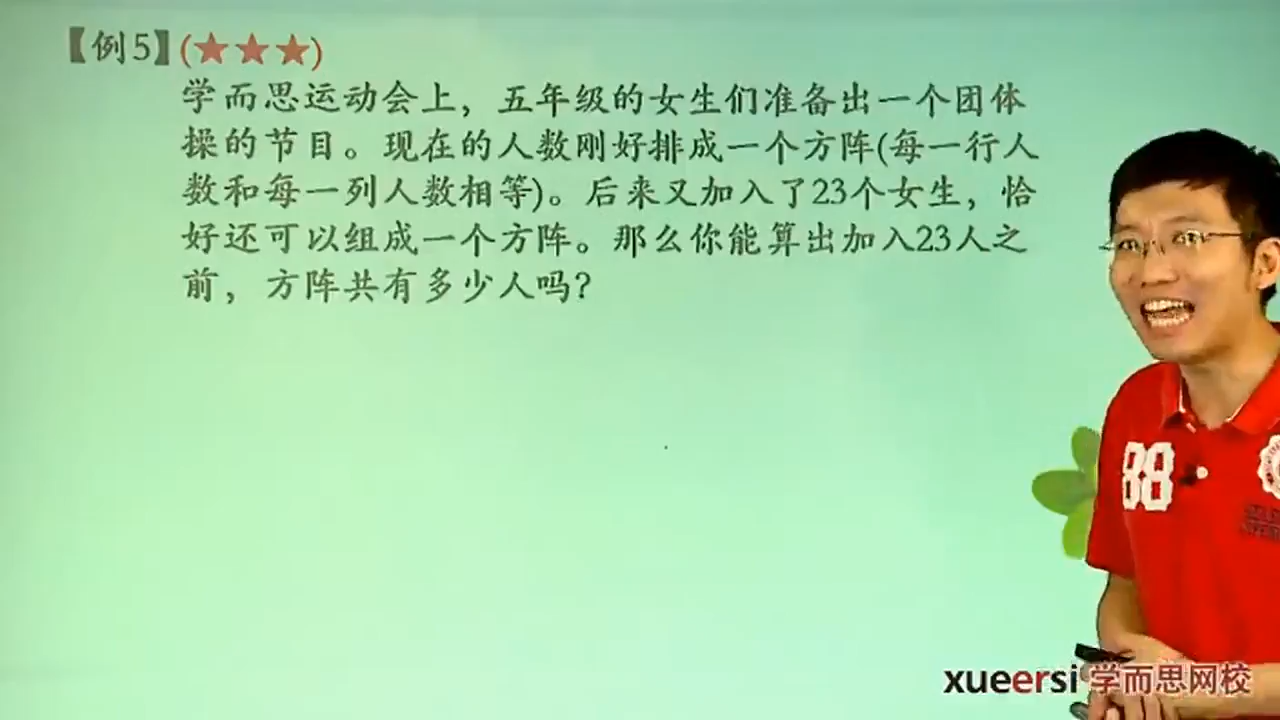 【例5】(★★★)
学而思运动会上，五年级的女生们准备出一个团体
操的节目。现在的人数刚好排成一个方阵(每一行人
数和每一列人数相等)。后来又加入了23个女生，恰
好还可以组成一个方阵。那么你能算出加入23人之
前，方阵共有多少人吗？
88
xueersi 学而思网校